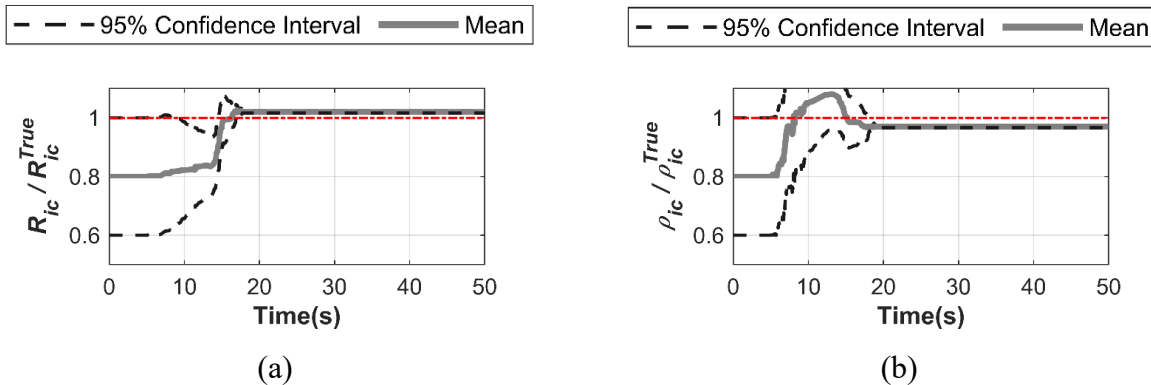 95% Confidence Interval Mean
R_ic / R_ic^True
1
0.8
0.6
0 10 20 30 40 50
Time(s)
(a)
95% Confidence Interval Mean
ρ_ic / ρ_ic^True
1
0.8
0.6
0 10 20 30 40 50
Time(s)
(b)